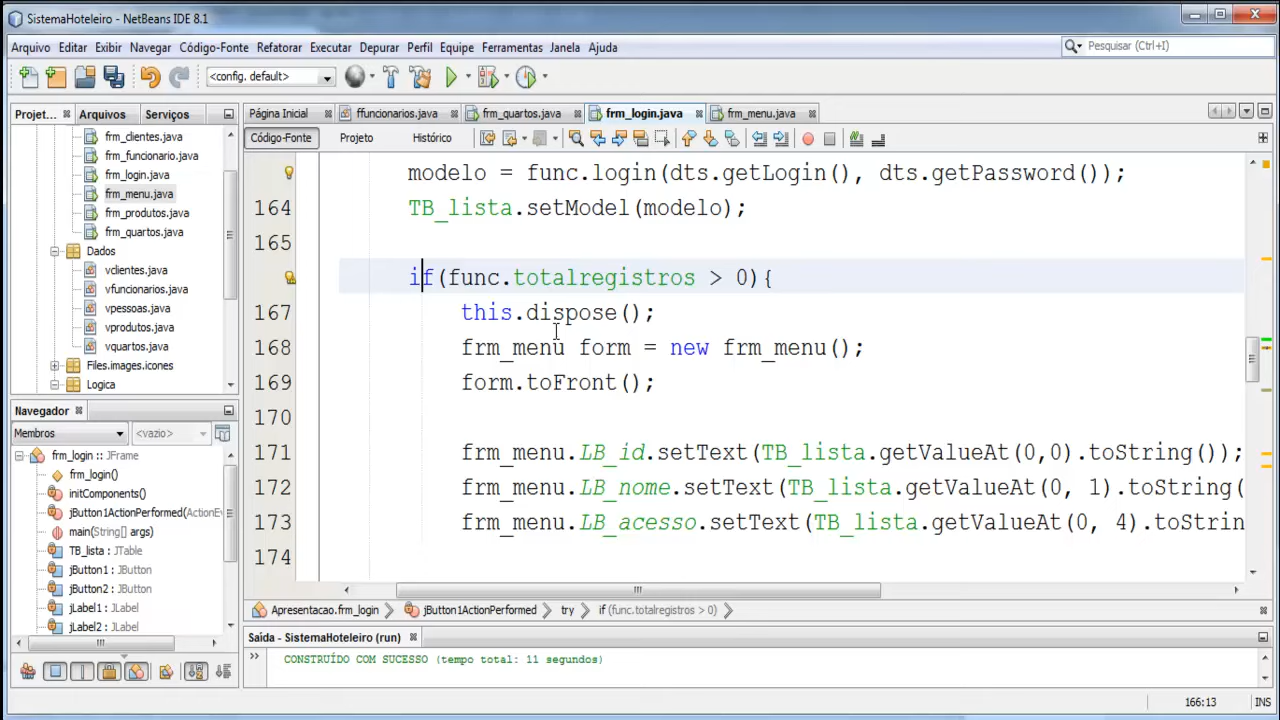 SistemaHoteleiro - NetBeans IDE 8.1
Arquivo Editar Exibir Navegar Código-Fonte Refatorar Executar Depurar Perfil Equipe Ferramentas Janela Ajuda
Pesquisar (Ctrl+I)
<config. default>
Projet... Arquivos Serviços
Página Inicial ffuncionarios.java frm_quartos.java frm_login.java frm_menu.java
Código-Fonte Projeto Histórico
frm_clientes.java
frm_funcionario.java
frm_login.java
frm_menu.java
frm_produtos.java
frm_quartos.java
Dados
vclientes.java
vfuncionarios.java
vpessoas.java
vprodutos.java
vquartos.java
Files.images.icones
Logica
modelo = func.login(dts.getLogin(), dts.getPassword());
164 TB_lista.setModel(modelo);
165
if(func.totalregistros > 0){
167 this.dispose();
168 frm_menu form = new frm_menu();
169 form.toFront();
170
171 frm_menu.LB_id.setText(TB_lista.getValueAt(0,0).toString());
172 frm_menu.LB_nome.setText(TB_lista.getValueAt(0, 1).toString(
173 frm_menu.LB_acesso.setText(TB_lista.getValueAt(0, 4).toStrin
174
Navegador
Membros <vazio>
frm_login :: JFrame
frm_login()
initComponents()
jButton1ActionPerformed(ActionEv
main(String[] args)
TB_lista : JTable
jButton1 : JButton
jButton2 : JButton
jLabel1 : JLabel
jLabel2 : JLabel
Apresentacao.frm_login jButton1ActionPerformed try if (func.totalregistros > 0)
Saída - SistemaHoteleiro (run)
CONSTRUÍDO COM SUCESSO (tempo total: 11 segundos)
166:13 INS